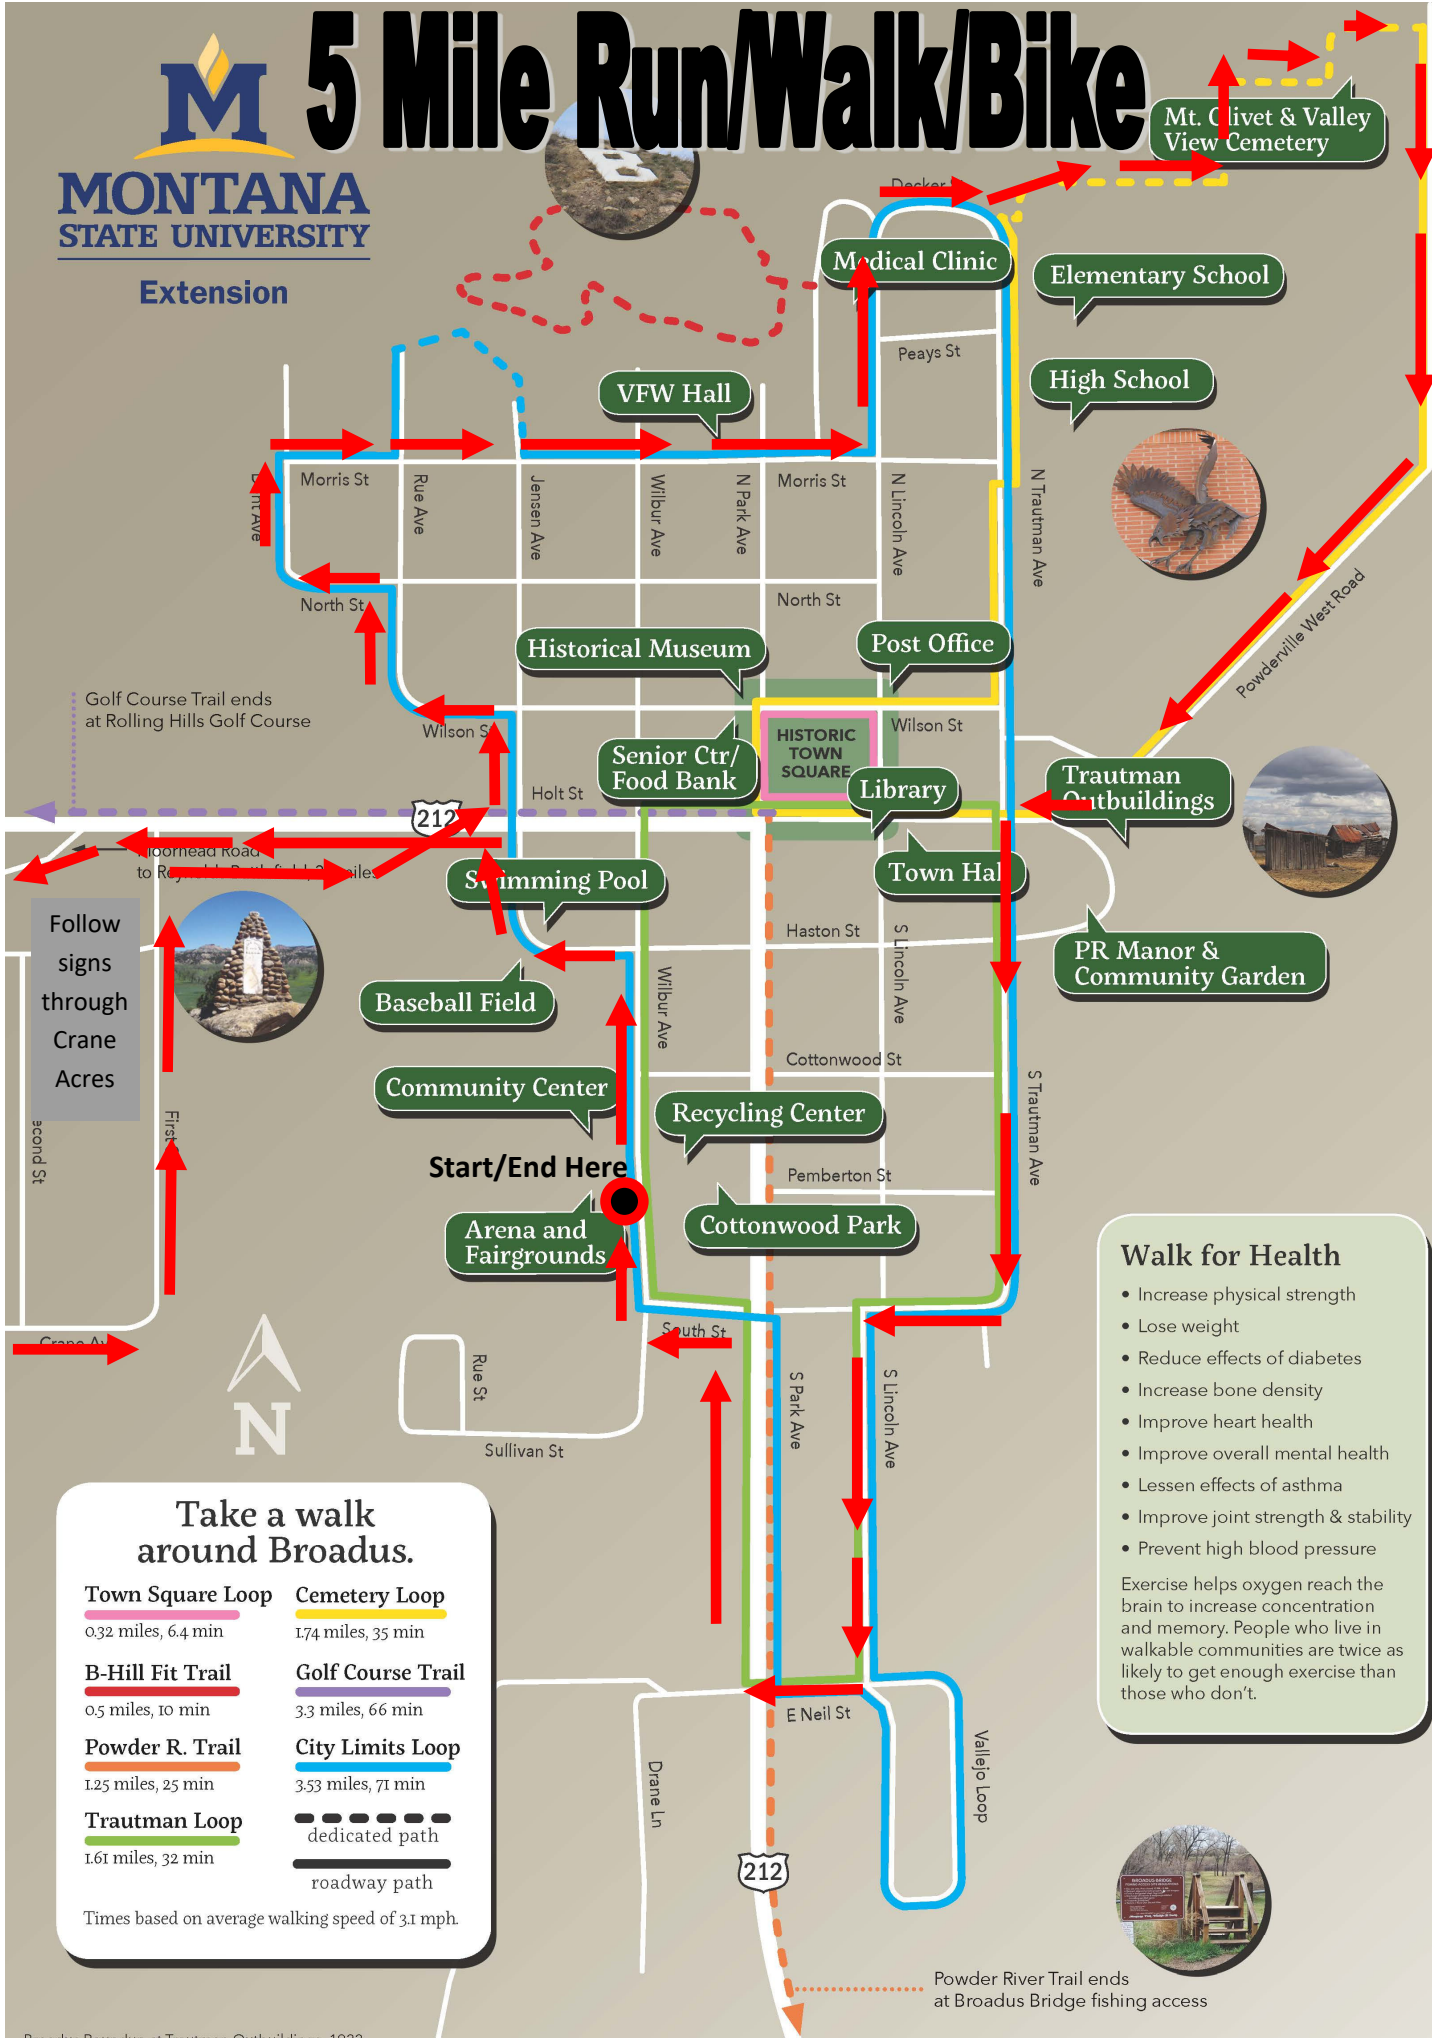 5 Mile Run/Walk/Bike
MONTANA
STATE UNIVERSITY
Extension
Mt. Olivet & Valley
View Cemetery
Decker
Medical Clinic
Elementary School
Peays St
High School
VFW Hall
Morris St
Rue Ave
Jensen Ave
Wilbur Ave
N Park Ave
Morris St
N Lincoln Ave
N Trautman Ave
North St
North St
Powderville West Road
Historical Museum
Post Office
Golf Course Trail ends
at Rolling Hills Golf Course
Wilson St
Wilson St
HISTORIC
TOWN
SQUARE
Senior Ctr/
Food Bank
Library
Trautman
Outbuildings
Holt St
212
Moorhead Road
to
Swimming Pool
Town Hall
Follow
signs
through
Crane
Acres
Haston St
S Lincoln Ave
PR Manor &
Community Garden
Baseball Field
Wilbur Ave
Cottonwood St
Community Center
Recycling Center
S Trautman Ave
First
econd St
Start/End Here
Pemberton St
Arena and
Fairgrounds
Cottonwood Park
South St
Crane Av
N
Rue St
Sullivan St
S Park Ave
S Lincoln Ave
Walk for Health
• Increase physical strength
• Lose weight
• Reduce effects of diabetes
• Increase bone density
• Improve heart health
• Improve overall mental health
• Lessen effects of asthma
• Improve joint strength & stability
• Prevent high blood pressure
Exercise helps oxygen reach the
brain to increase concentration
and memory. People who live in
walkable communities are twice as
likely to get enough exercise than
those who don't.
Take a walk
around Broadus.
Town Square Loop
0.32 miles, 6.4 min
Cemetery Loop
1.74 miles, 35 min
B-Hill Fit Trail
0.5 miles, 10 min
Golf Course Trail
3.3 miles, 66 min
Powder R. Trail
1.25 miles, 25 min
City Limits Loop
3.53 miles, 71 min
Trautman Loop
1.61 miles, 32 min
dedicated path
roadway path
Times based on average walking speed of 3.1 mph.
E Neil St
Drane Ln
Vallejo Loop
212
BROADUS BRIDGE
Powder River Trail ends
at Broadus Bridge fishing access